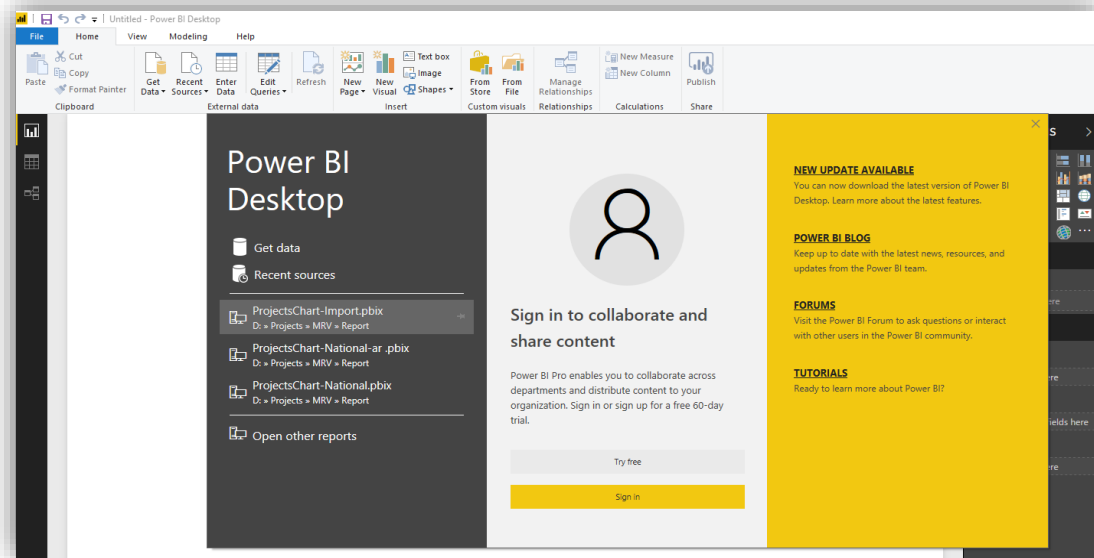 Untitled - Power BI Desktop
File Home View Modeling Help
Paste
Cut
Copy
Format Painter
Clipboard
Get Data
Recent Sources
Enter Data
Edit Queries
Refresh
External data
New Page
New Visual
Text box
Image
Shapes
Insert
From Store
From File
Custom visuals
Manage Relationships
Relationships
New Measure
New Column
Calculations
Publish
Share
Power BI
Desktop
Get data
Recent sources
ProjectsChart-Import.pbix
D: » Projects » MRV » Report
ProjectsChart-National-ar .pbix
D: » Projects » MRV » Report
ProjectsChart-National.pbix
D: » Projects » MRV » Report
Open other reports
Sign in to collaborate and
share content
Power BI Pro enables you to collaborate across
departments and distribute content to your
organization. Sign in or sign up for a free 60-day
trial.
Try free
Sign in
NEW UPDATE AVAILABLE
You can now download the latest version of Power BI
Desktop. Learn more about the latest features.
POWER BI BLOG
Keep up to date with the latest news, resources, and
updates from the Power BI team.
FORUMS
Visit the Power BI Forum to ask questions or interact
with other users in the Power BI community.
TUTORIALS
Ready to learn more about Power BI?
S
ere
re
ields here
re